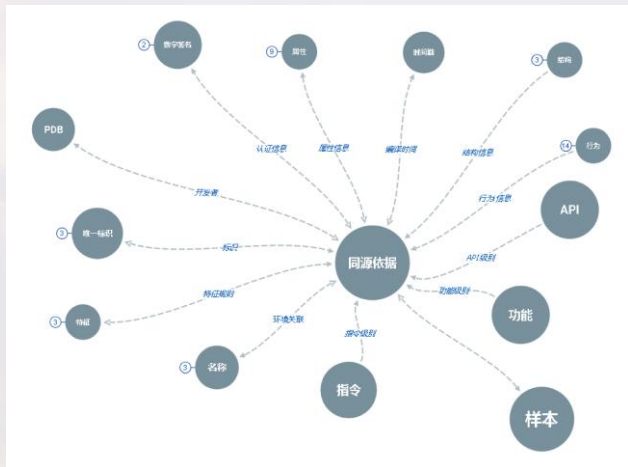 2
数字签名
9
属性
时间戳
3
结构
PDB
认证信息
属性信息
编译时间
结构信息
14
行为
行为信息
开发者
API
3
唯一标识
标识
同源依据
API级别
特征规则
功能级别
功能
3
特征
环境关联
指令级别
3
名称
指令
样本